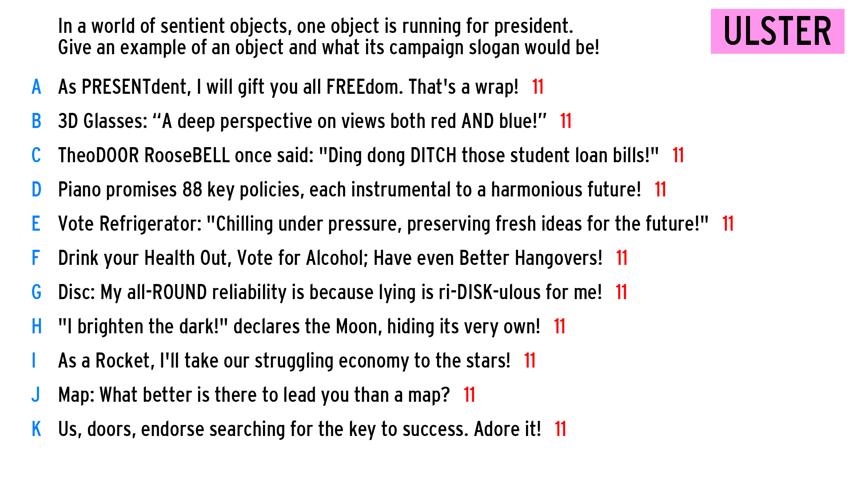 In a world of sentient objects, one object is running for president.
Give an example of an object and what its campaign slogan would be!
ULSTER
A As PRESENTdent, I will gift you all FREEdom. That's a wrap! 11
B 3D Glasses: “A deep perspective on views both red AND blue!” 11
C TheoDOOR RooseBELL once said: "Ding dong DITCH those student loan bills!" 11
D Piano promises 88 key policies, each instrumental to a harmonious future! 11
E Vote Refrigerator: "Chilling under pressure, preserving fresh ideas for the future!" 11
F Drink your Health Out, Vote for Alcohol; Have even Better Hangovers! 11
G Disc: My all-ROUND reliability is because lying is ri-DISK-ulous for me! 11
H "I brighten the dark!" declares the Moon, hiding its very own! 11
I As a Rocket, I'll take our struggling economy to the stars! 11
J Map: What better is there to lead you than a map? 11
K Us, doors, endorse searching for the key to success. Adore it! 11